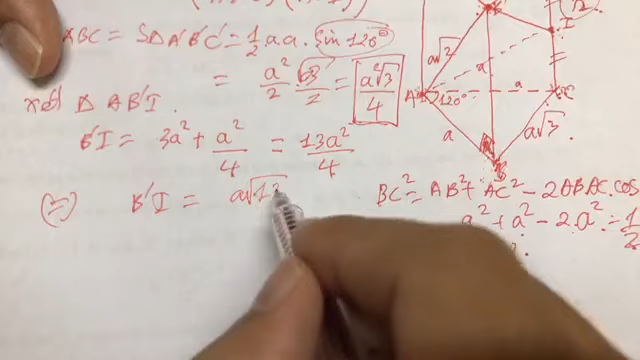 ABC = SΔA'B'C' = 1/2 a.a. sin 120°
= a²/2 . √3/2 = a²√3/4
xét Δ AB'I.
B'I = 3a² + a²/4 = 13a²/4
(=) B'I = a√13
BC² = AB² + AC² - 2AB AC.cos
a² + a² - 2.a². -1/2
a√2
a
a
A
120°
a
a√3.
B
C
I